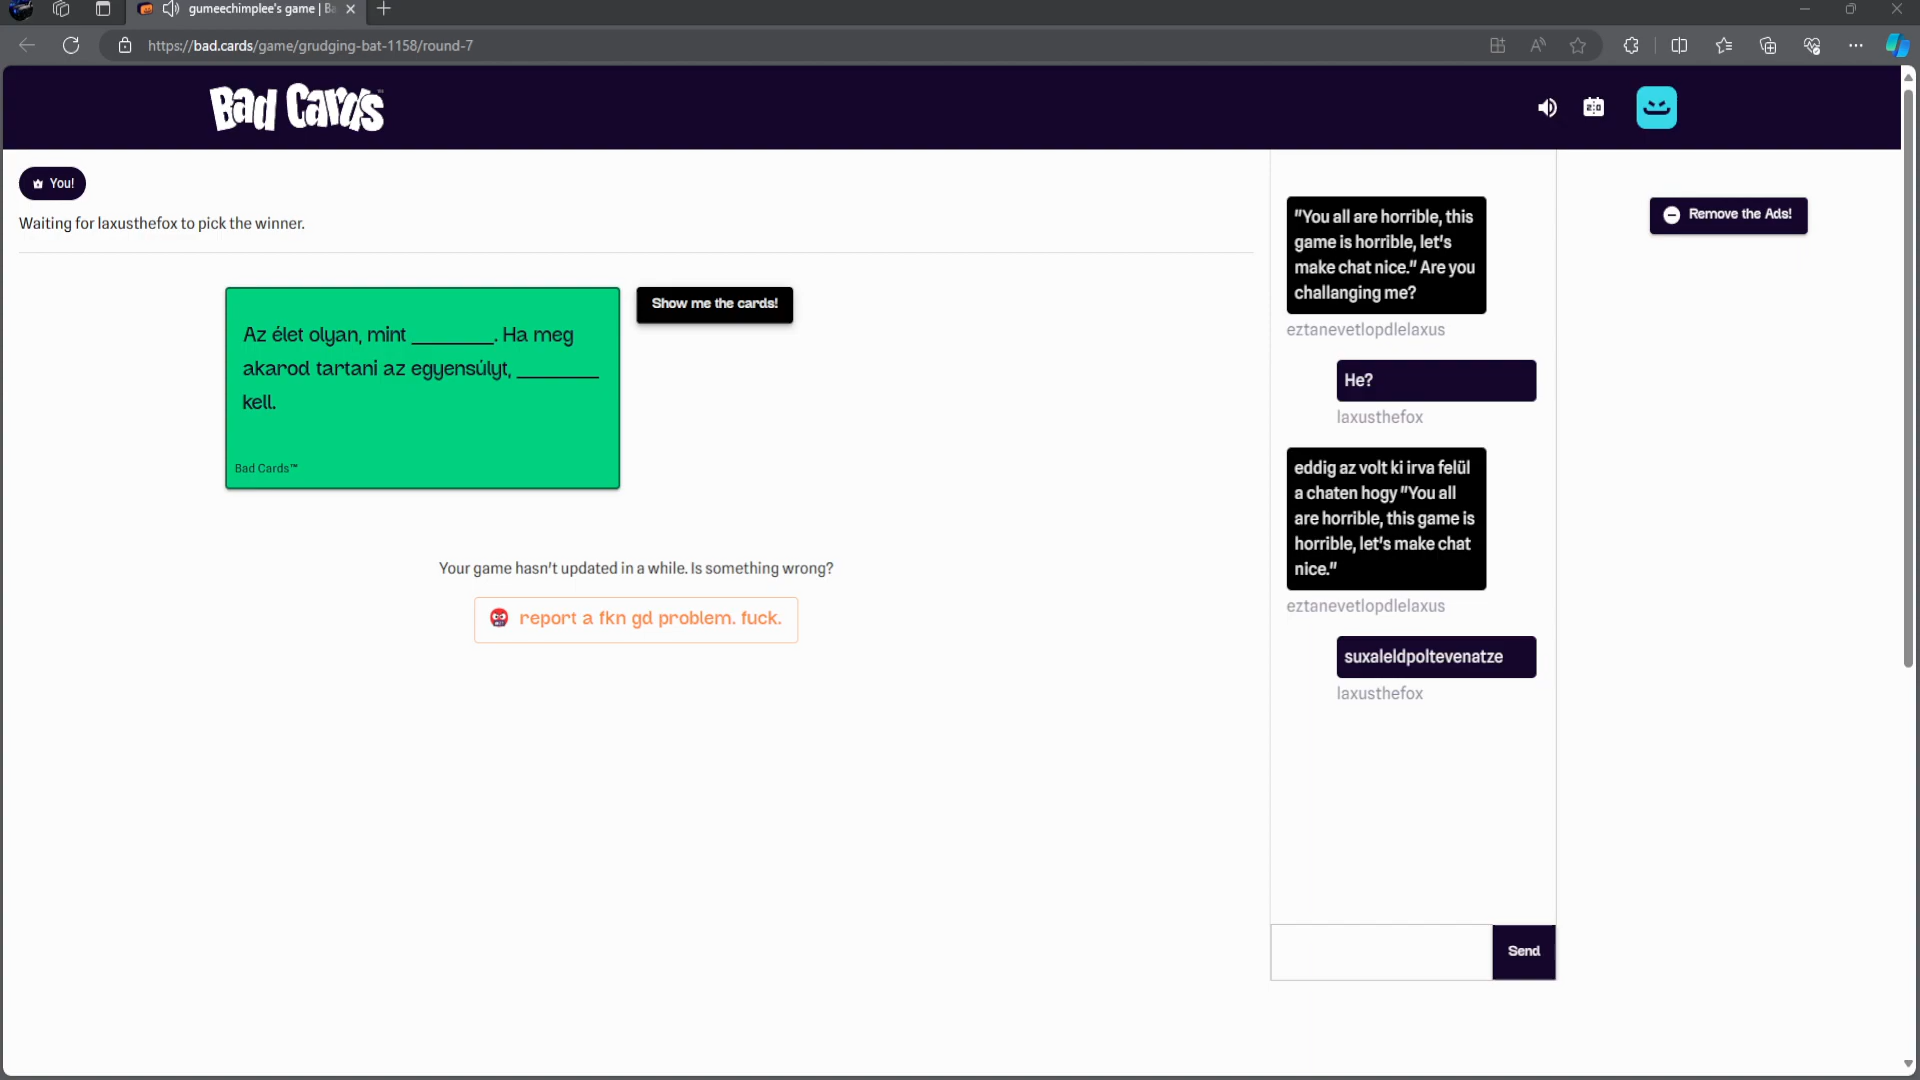 gumeechimplee's game | Ba
https://bad.cards/game/grudging-bat-1158/round-7
Bad Cards
You!
Waiting for laxusthefox to pick the winner.
Az élet olyan, mint ________. Ha meg
akarod tartani az egyensúlyt, ________
kell.
Bad Cards™
Show me the cards!
Your game hasn't updated in a while. Is something wrong?
report a fkn gd problem. fuck.
"You all are horrible, this
game is horrible, let's
make chat nice." Are you
challanging me?
eztanevetlopdlelaxus
He?
laxusthefox
eddig az volt ki irva felül
a chaten hogy "You all
are horrible, this game is
horrible, let's make chat
nice."
eztanevetlopdlelaxus
suxaleldpoltevenatze
laxusthefox
Send
Remove the Ads!